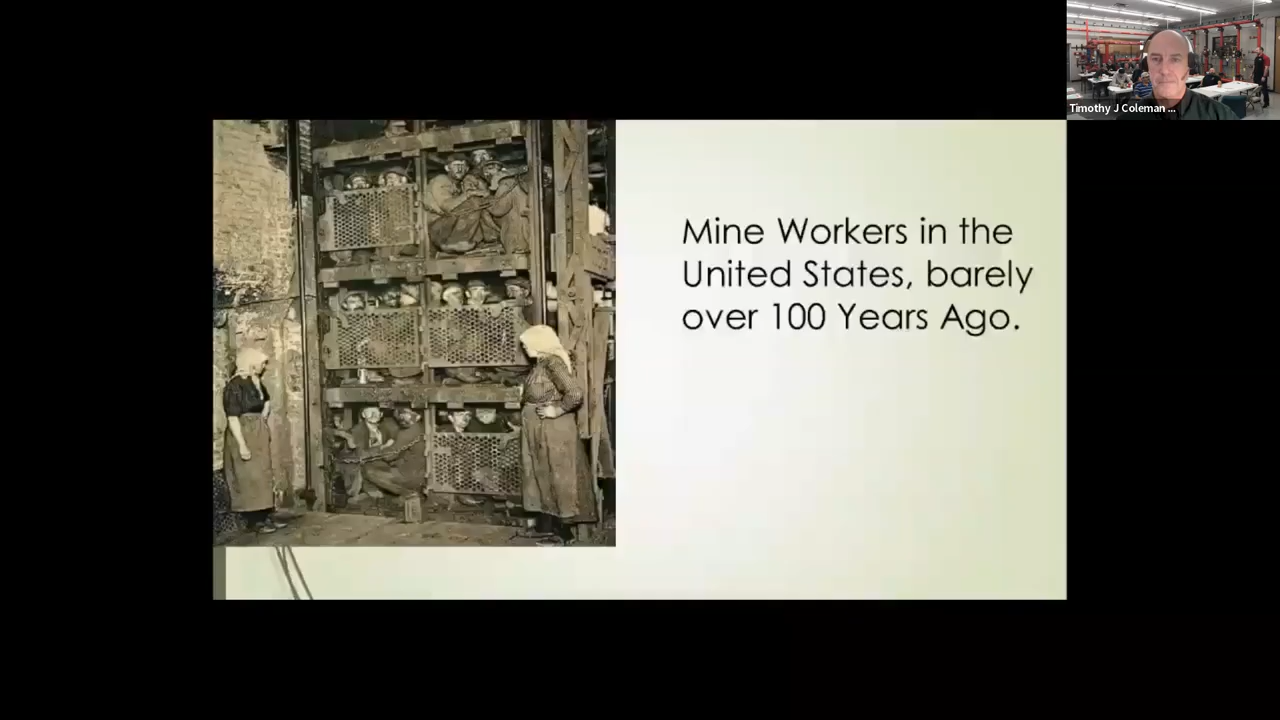 Timothy J Coleman ...
Mine Workers in the
United States, barely
over 100 Years Ago.